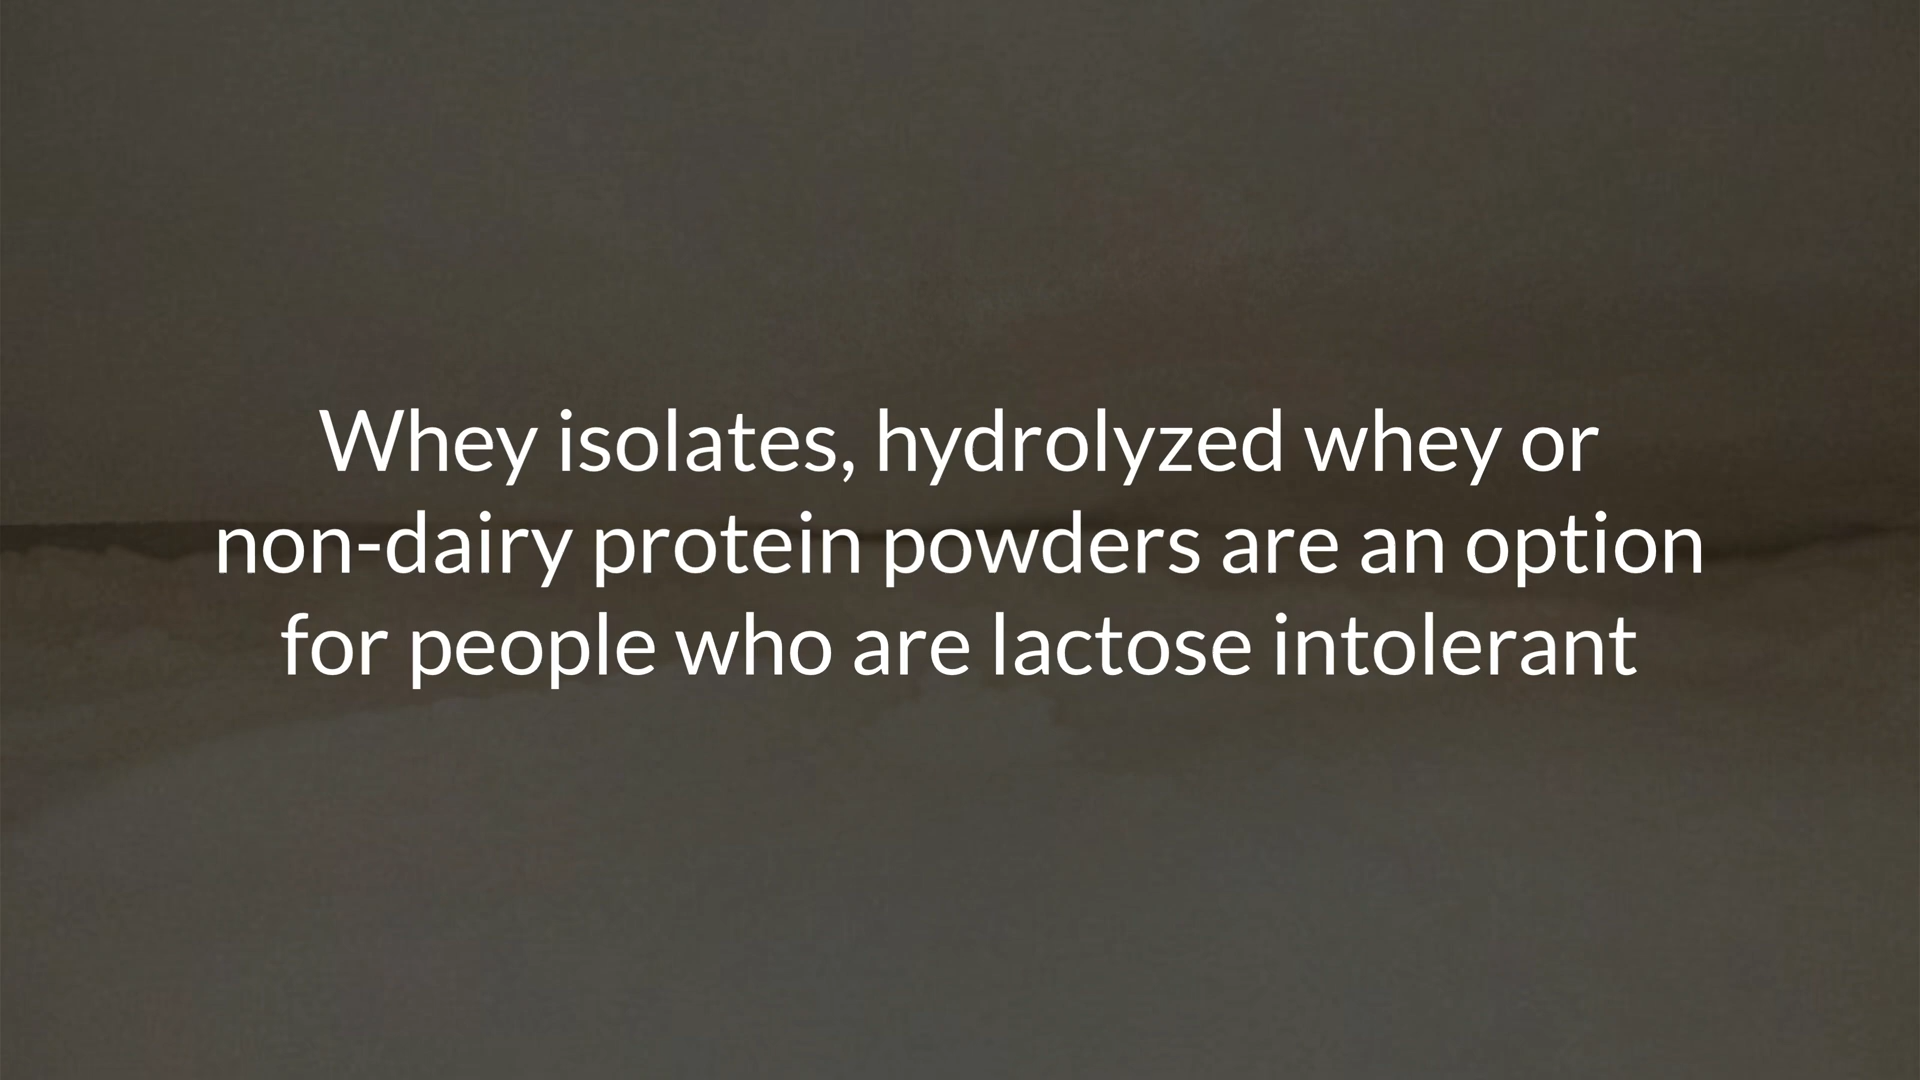 Whey isolates, hydrolyzed whey or
non-dairy protein powders are an option
for people who are lactose intolerant